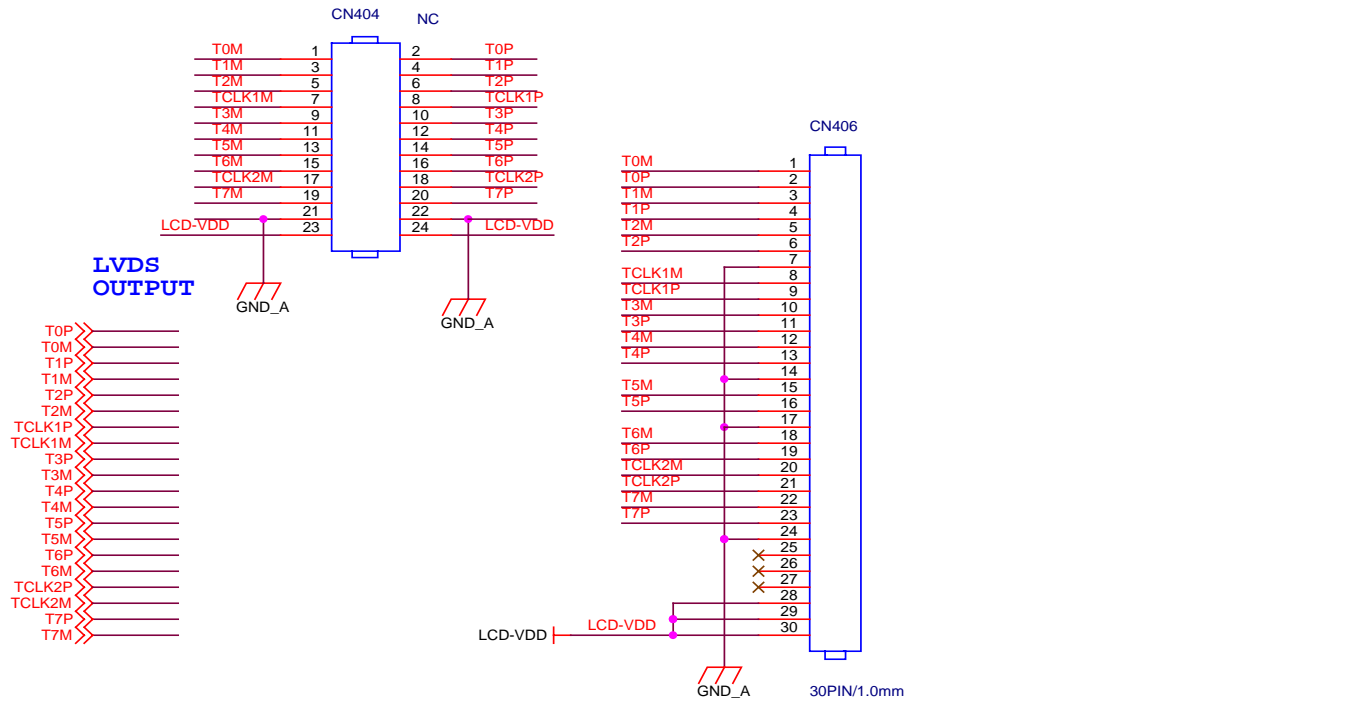 CN404
NC
T0M 1 2 T0P
T1M 3 4 T1P
T2M 5 6 T2P
TCLK1M 7 8 TCLK1P
T3M 9 10 T3P
T4M 11 12 T4P
T5M 13 14 T5P
T6M 15 16 T6P
TCLK2M 17 18 TCLK2P
T7M 19 20 T7P
21 22
LCD-VDD 23 24 LCD-VDD
GND_A
GND_A
LVDS
OUTPUT
T0P
T0M
T1P
T1M
T2P
T2M
TCLK1P
TCLK1M
T3P
T3M
T4P
T4M
T5P
T5M
T6P
T6M
TCLK2P
TCLK2M
T7P
T7M
CN406
T0M 1
T0P 2
T1M 3
T1P 4
T2M 5
T2P 6
7
TCLK1M 8
TCLK1P 9
T3M 10
T3P 11
T4M 12
T4P 13
14
T5M 15
T5P 16
17
T6M 18
T6P 19
TCLK2M 20
TCLK2P 21
T7M 22
T7P 23
24
25
26
27
28
29
LCD-VDD LCD-VDD 30
GND_A
30PIN/1.0mm